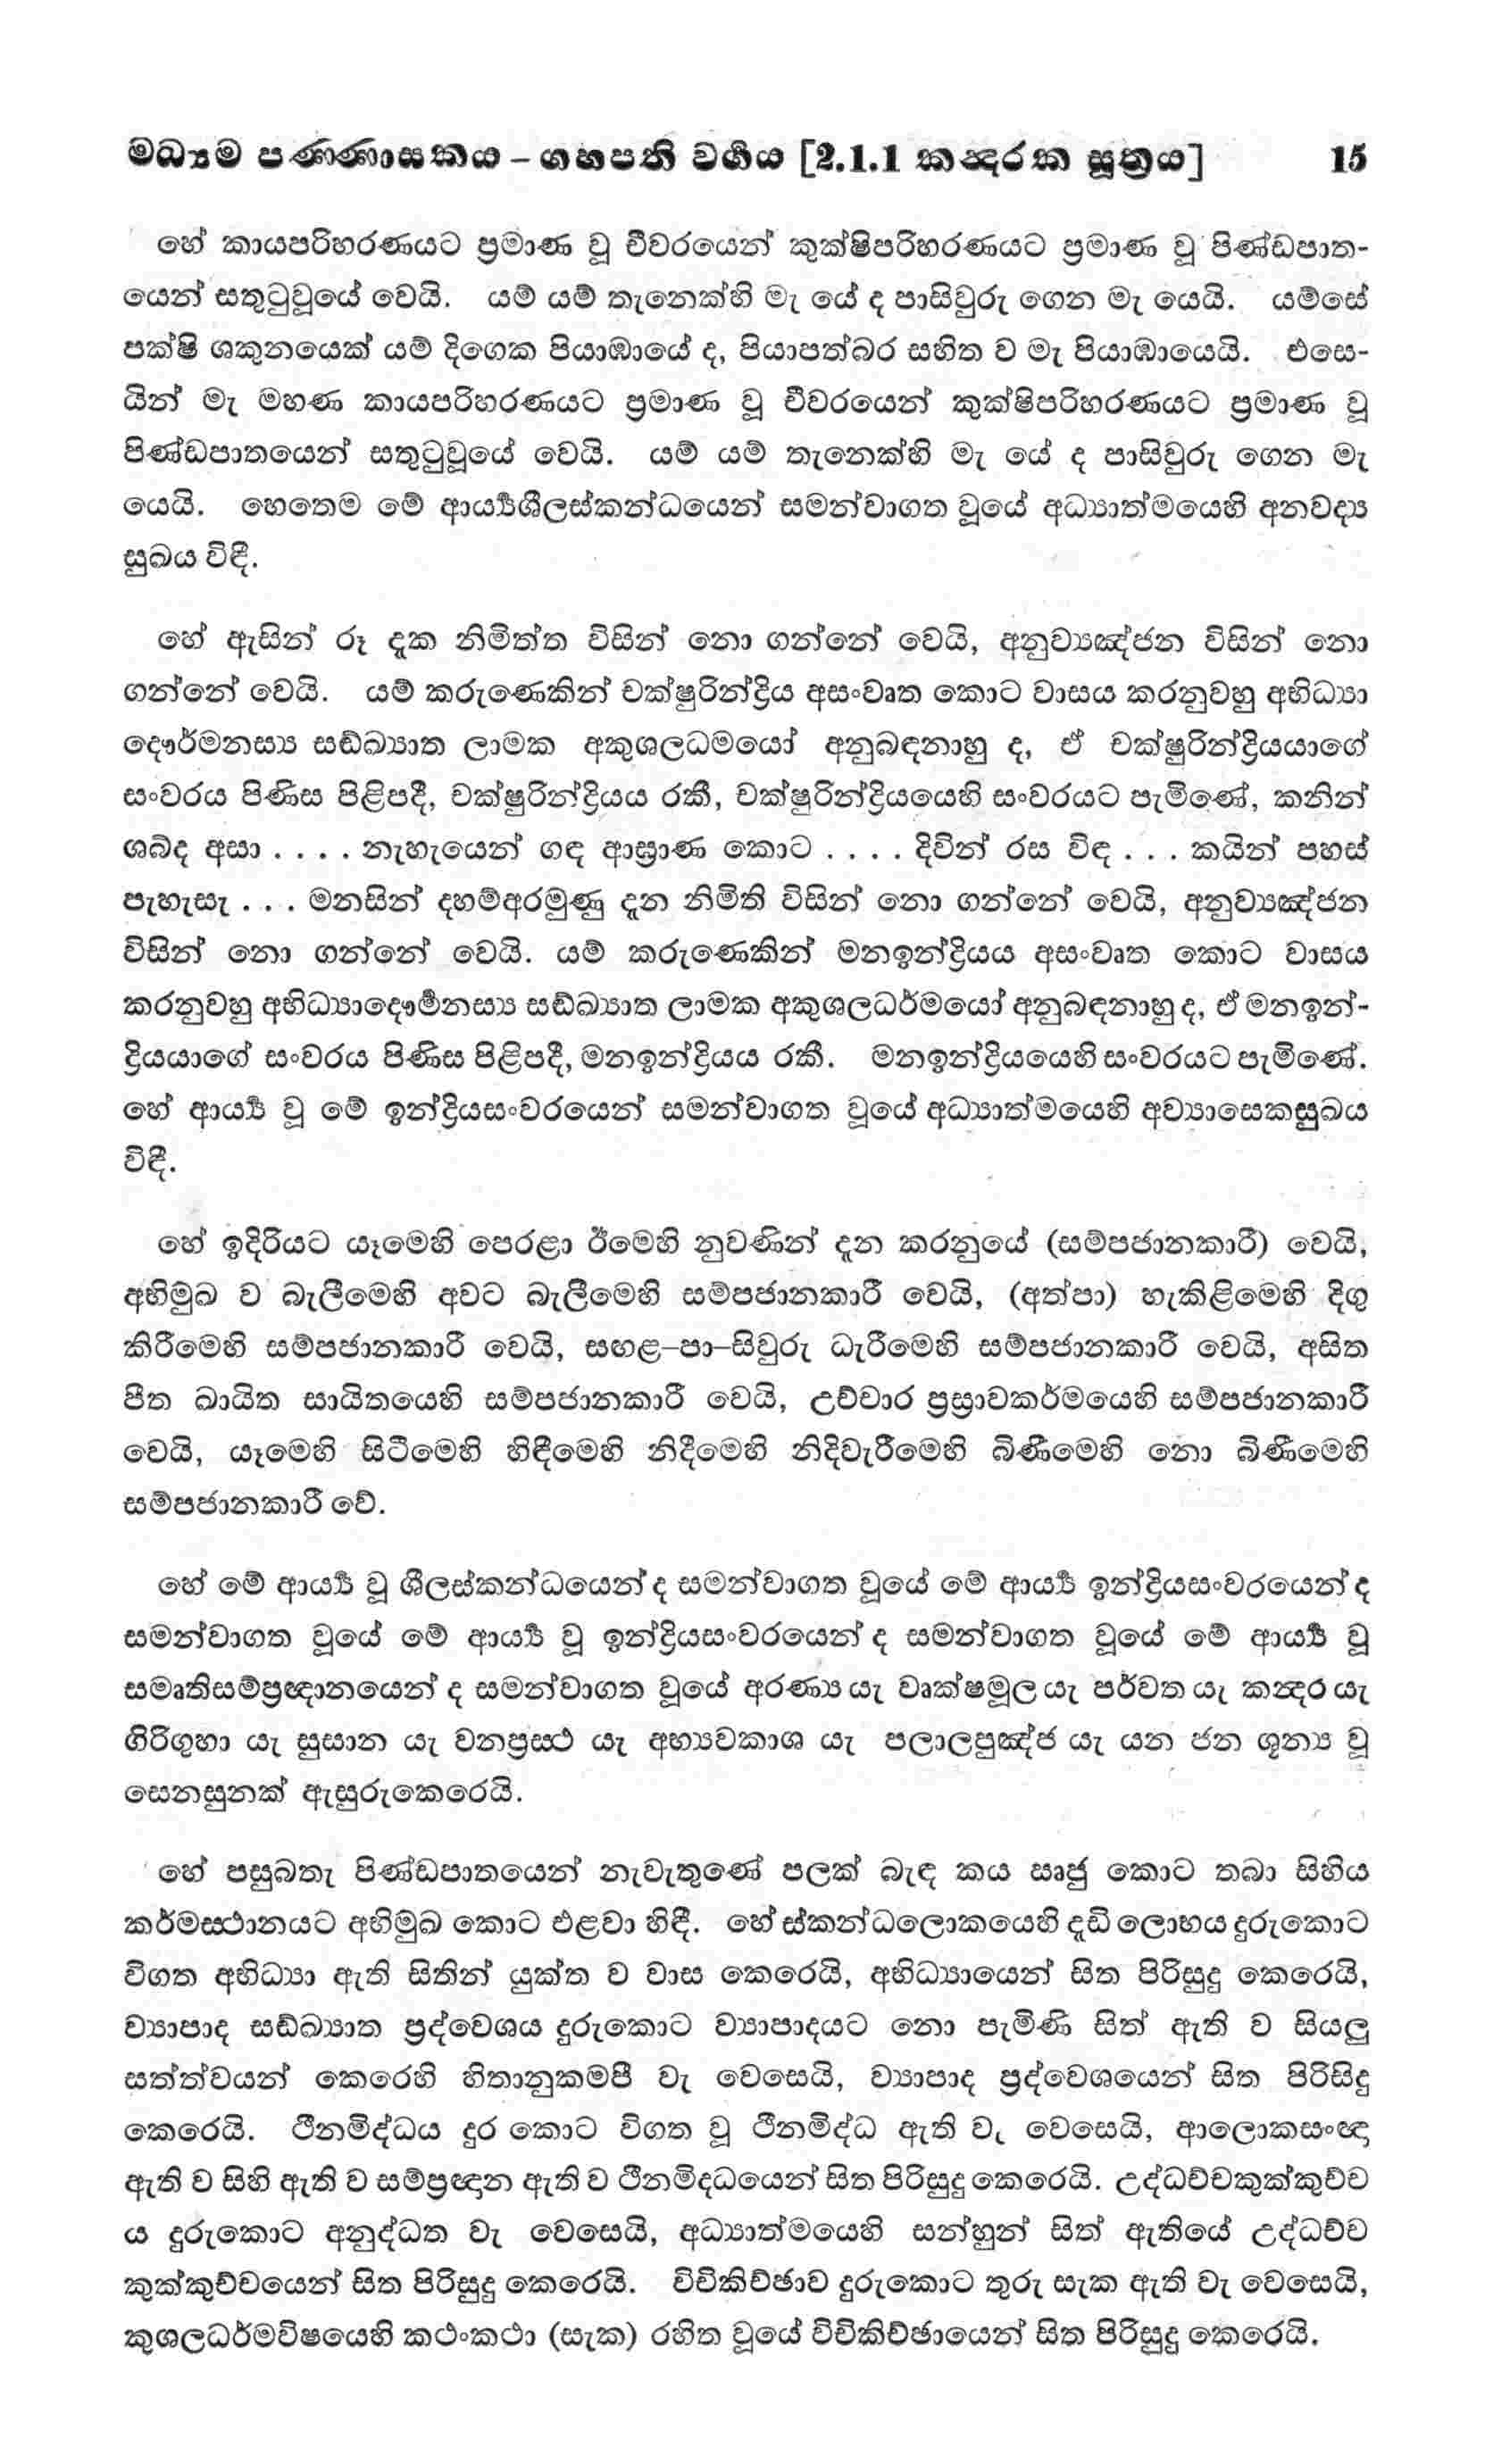 මධ්‍යම පණ්ණාසකය – ගහපති වර්‍ගය [2.1.1 කන්‍දරක සූත්‍රය] 15
හේ කායපරිහරණයට ප්‍රමාණ වූ චීවරයෙන් කුක්ෂිපරිහරණයට ප්‍රමාණ වූ පිණ්ඩපාත-
යෙන් සතුටුවූයේ වෙයි. යම් යම් තැනෙක්හි මැ යේ ද පාසිවුරු ගෙන මැ යෙයි. යම්සේ
පක්ෂි ශකුනයෙක් යම් දිගෙක පියාඹායේ ද, පියාපත්බර සහිත ව මැ පියාඹායෙයි. එසෙ-
යින් මැ මහණ කායපරිහරණයට ප්‍රමාණ වූ චීවරයෙන් කුක්ෂිපරිහරණයට ප්‍රමාණ වූ
පිණ්ඩපාතයෙන් සතුටුවූයේ වෙයි. යම් යම් තැනෙක්හි මැ යේ ද පාසිවුරු ගෙන මැ
යෙයි. හෙතෙම මේ ආර්‍ය්‍යශීලස්කන්ධයෙන් සමන්වාගත වූයේ අධ්‍යාත්මයෙහි අනවද්‍ය
සුඛය විඳී.
හේ ඇසින් රූ දැක නිමිත්ත විසින් නො ගන්නේ වෙයි, අනුව්‍යඤ්ජන විසින් නො
ගන්නේ වෙයි. යම් කරුණෙකින් චක්ෂුරින්ද්‍රිය අසංවෘත කොට වාසය කරනුවහු අභිධ්‍යා
දෞර්මනස්‍ය සඞ්ඛ්‍යාත ලාමක අකුශලධමයෝ අනුබඳනාහු ද, ඒ චක්ෂුරින්ද්‍රියයාගේ
සංවරය පිණිස පිළිපදී, චක්ෂුරින්ද්‍රියය රකී, චක්ෂුරින්ද්‍රියයෙහි සංවරයට පැමිණේ, කනින්
ශබ්ද අසා . . . . නැහැයෙන් ගඳ ආඝ්‍රාණ කොට . . . . දිවින් රස විඳ . . . කයින් පහස්
පැහැසැ . . . මනසින් දහම්අරමුණු දැන නිමිති විසින් නො ගන්නේ වෙයි, අනුව්‍යඤ්ජන
විසින් නො ගන්නේ වෙයි. යම් කරුණෙකින් මනඉන්ද්‍රියය අසංවෘත කොට වාසය
කරනුවහු අභිධ්‍යාදෞර්‍මනස්‍ය සඞ්ඛ්‍යාත ලාමක අකුශලධර්මයෝ අනුබඳනාහු ද, ඒ මනඉන්-
ද්‍රියයාගේ සංවරය පිණිස පිළිපදී, මනඉන්ද්‍රියය රකී. මනඉන්ද්‍රියයෙහි සංවරයට පැමිණේ.
හේ ආර්‍ය්‍ය වූ මේ ඉන්ද්‍රියසංවරයෙන් සමන්වාගත වූයේ අධ්‍යාත්මයෙහි අව්‍යාසෙකසුඛය
විඳී.
හේ ඉදිරියට යෑමෙහි පෙරළා ඊමෙහි නුවණින් දැන කරනුයේ (සම්පජානකාරී) වෙයි,
අභිමුඛ ව බැලීමෙහි අවට බැලීමෙහි සම්පජානකාරී වෙයි, (අත්පා) හැකිළිමෙහි දිගු
කිරීමෙහි සම්පජානකාරී වෙයි, සඟළ–පා–සිවුරු ධැරීමෙහි සම්පජානකාරී වෙයි, අසිත
පීත ඛායිත සායිතයෙහි සම්පජානකාරී වෙයි, උච්චාර ප්‍රස්‍රාවකර්මයෙහි සම්පජානකාරී
වෙයි, යෑමෙහි සිටීමෙහි හිඳීමෙහි නිදීමෙහි නිදිවැරීමෙහි බිණීමෙහි නො බිණීමෙහි
සම්පජානකාරී වේ.
හේ මේ ආර්‍ය්‍ය වූ ශීලස්කන්ධයෙන් ද සමන්වාගත වූයේ මේ ආර්‍ය්‍ය ඉන්ද්‍රියසංවරයෙන් ද
සමන්වාගත වූයේ මේ ආර්‍ය්‍ය වූ ඉන්ද්‍රියසංවරයෙන් ද සමන්වාගත වූයේ මේ ආර්‍ය්‍ය වූ
සමෘතිසම්ප්‍රඥානයෙන් ද සමන්වාගත වූයේ අරණ්‍ය යැ වෘක්ෂමූල යැ පර්වත යැ කන්‍දර යැ
ගිරිගුහා යැ සුසාන යැ වනප්‍රස්‍ථ යැ අභ්‍යවකාශ යැ පලාලපුඤ්ජ යැ යන ජන ශූන්‍ය වූ
සෙනසුනක් ඇසුරුකෙරෙයි.
හේ පසුබතැ පිණ්ඩපාතයෙන් නැවැතුණේ පලක් බැඳ කය ඍජු කොට තබා සිහිය
කර්මස්‍ථානයට අභිමුඛ කොට එළවා හිඳී. හේ ස්කන්ධලොකයෙහි දැඩි ලොභය දුරුකොට
විගත අභිධ්‍යා ඇති සිතින් යුක්ත ව වාස කෙරෙයි, අභිධ්‍යායෙන් සිත පිරිසුදු කෙරෙයි,
ව්‍යාපාද සඞ්ඛ්‍යාත ප්‍රද්වෙශය දුරුකොට ව්‍යාපාදයට නො පැමිණි සිත් ඇති ව සියලු
සත්ත්වයන් කෙරෙහි හිතානුකමපී වැ වෙසෙයි, ව්‍යාපාද ප්‍රද්වෙශයෙන් සිත පිරිසිදු
කෙරෙයි. ථීනමිද්ධය දුර කොට විගත වූ ථීනමිද්ධ ඇති වැ වෙසෙයි, ආලොකසංඥා
ඇති ව සිහි ඇති ව සම්ප්‍රඥාන ඇති ව ථීනමිදධයෙන් සිත පිරිසුදු කෙරෙයි. උද්ධච්චකුක්කුච්ච
ය දුරුකොට අනුද්ධත වැ වෙසෙයි, අධ්‍යාත්මයෙහි සන්හුන් සිත් ඇතියේ උද්ධච්ච
කුක්කුච්චයෙන් සිත පිරිසුදු කෙරෙයි. විචිකිච්ඡාව දුරුකොට තුරු සැක ඇති වැ වෙසෙයි,
කුශලධර්මවිෂයෙහි කථංකථා (සැක) රහිත වූයේ විචිකිච්ඡායෙන් සිත පිරිසුදු කෙරෙයි.